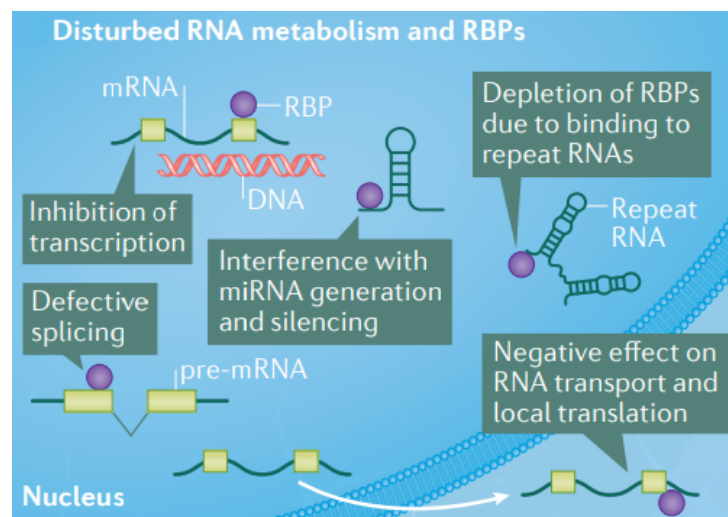 Disturbed RNA metabolism and RBPs
mRNA
RBP
DNA
Inhibition of
transcription
Interference with
miRNA generation
and silencing
Depletion of RBPs
due to binding to
repeat RNAs
Repeat
RNA
Defective
splicing
pre-mRNA
Negative effect on
RNA transport and
local translation
Nucleus